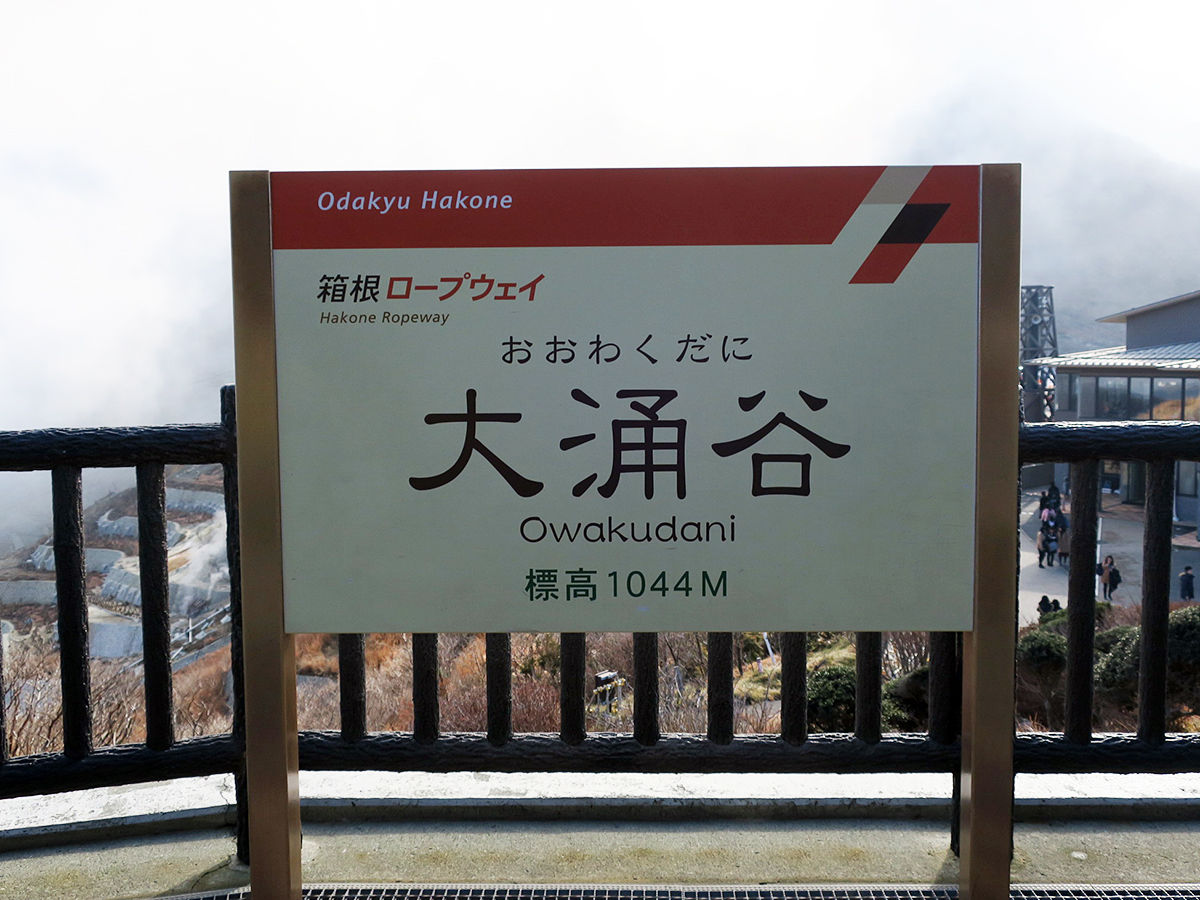 Odakyu Hakone
箱根ロープウェイ
Hakone Ropeway
おおわくだに
大涌谷
Owakudani
標高1044M